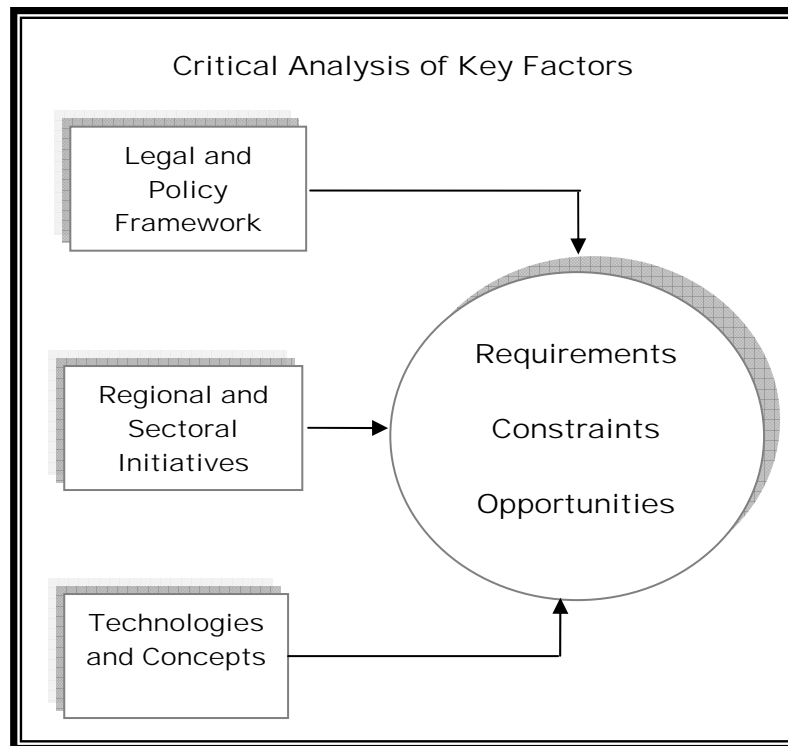 Critical Analysis of Key Factors
Legal and
Policy
Framework
Regional and
Sectoral
Initiatives
Technologies
and Concepts
Requirements
Constraints
Opportunities